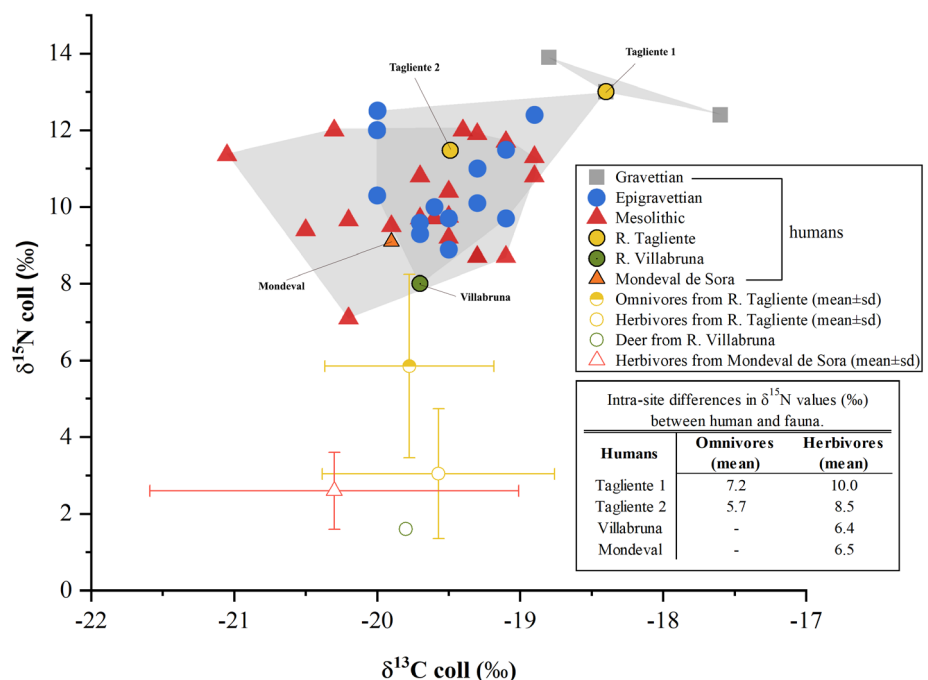 14
12
10
8
6
4
2
0
-22
-21
-20
-19
-18
-17
δ15N coll (‰)
δ13C coll (‰)
Tagliente 1
Tagliente 2
Mondeval
Villabruna
Gravettian
Epigravettian
Mesolithic
R. Tagliente
R. Villabruna
Mondeval de Sora
humans
Omnivores from R. Tagliente (mean±sd)
Herbivores from R. Tagliente (mean±sd)
Deer from R. Villabruna
Herbivores from Mondeval de Sora (mean±sd)
Intra-site differences in δ15N values (‰)
between human and fauna.
Humans Omnivores (mean) Herbivores (mean)
Tagliente 1 7.2 10.0
Tagliente 2 5.7 8.5
Villabruna - 6.4
Mondeval - 6.5